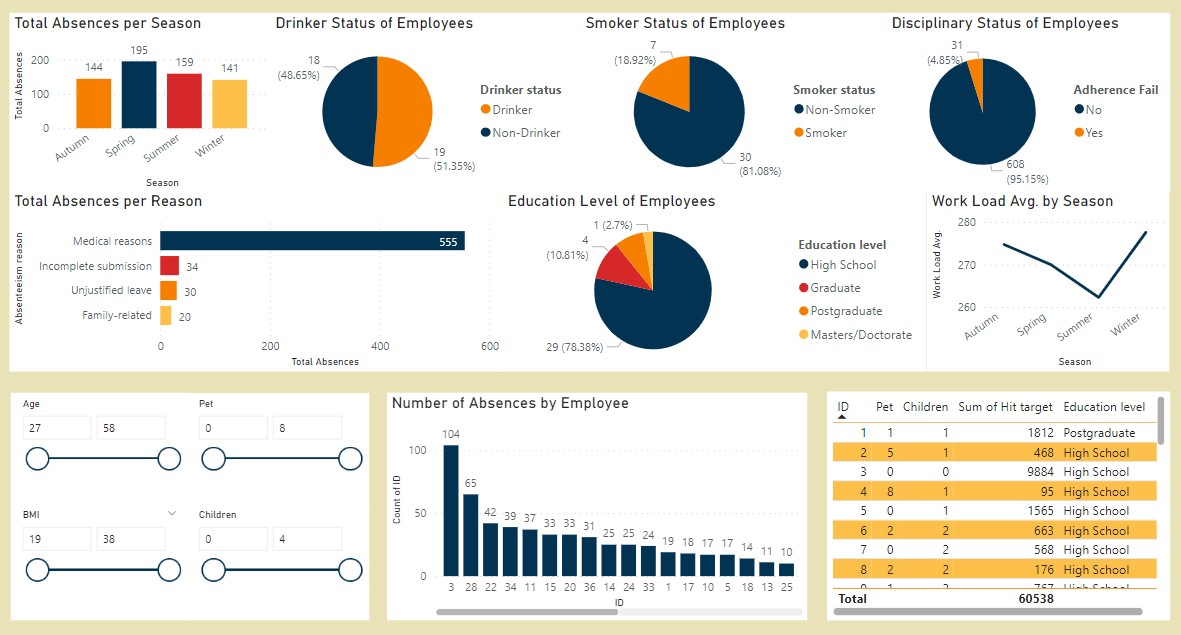 Total Absences per Season
Total Absences
200
100
0
144
195
159
141
Autumn
Spring
Summer
Winter
Season
Drinker Status of Employees
18
(48.65%)
19
(51.35%)
Drinker status
Drinker
Non-Drinker
Smoker Status of Employees
7
(18.92%)
30
(81.08%)
Smoker status
Non-Smoker
Smoker
Disciplinary Status of Employees
31
(4.85%)
608
(95.15%)
Adherence Fail
No
Yes
Total Absences per Reason
Absenteeism reason
Medical reasons 555
Incomplete submission 34
Unjustified leave 30
Family-related 20
0 200 400 600
Total Absences
Education Level of Employees
1 (2.7%)
4
(10.81%)
29 (78.38%)
Education level
High School
Graduate
Postgraduate
Masters/Doctorate
Work Load Avg. by Season
Work Load Avg.
280
270
260
Autumn
Spring
Summer
Winter
Season
Age
27 58
Pet
0 8
BMI
19 38
Children
0 4
Number of Absences by Employee
Count of ID
100
50
0
104 65 42 39 37 33 33 31 25 25 24 19 18 17 17 14 11 10
3 28 22 34 11 15 20 36 14 24 33 1 17 10 5 18 13 25
ID
ID Pet Children Sum of Hit target Education level
1 1 1 1812 Postgraduate
2 5 1 468 High School
3 0 0 9884 High School
4 8 1 95 High School
5 0 1 1565 High School
6 2 2 663 High School
7 0 2 568 High School
8 2 2 176 High School
Total 60538